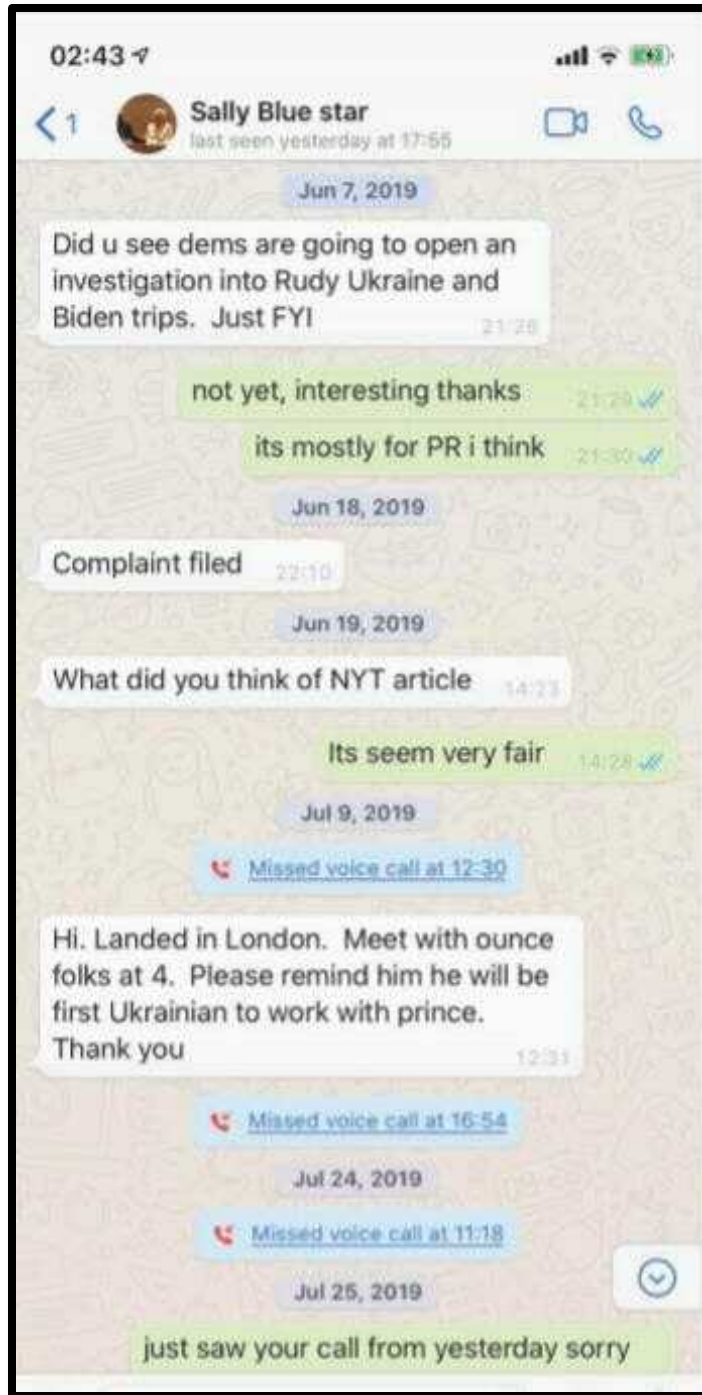 02:43
1
Sally Blue star
last seen yesterday at 17:55
Jun 7, 2019
Did u see dems are going to open an
investigation into Rudy Ukraine and
Biden trips. Just FYI
21:26
not yet, interesting thanks
21:29
its mostly for PR i think
21:30
Jun 18, 2019
Complaint filed
22:10
Jun 19, 2019
What did you think of NYT article
14:23
Its seem very fair
14:28
Jul 9, 2019
Missed voice call at 12:30
Hi. Landed in London. Meet with ounce
folks at 4. Please remind him he will be
first Ukrainian to work with prince.
Thank you
12:31
Missed voice call at 16:54
Jul 24, 2019
Missed voice call at 11:18
Jul 25, 2019
just saw your call from yesterday sorry